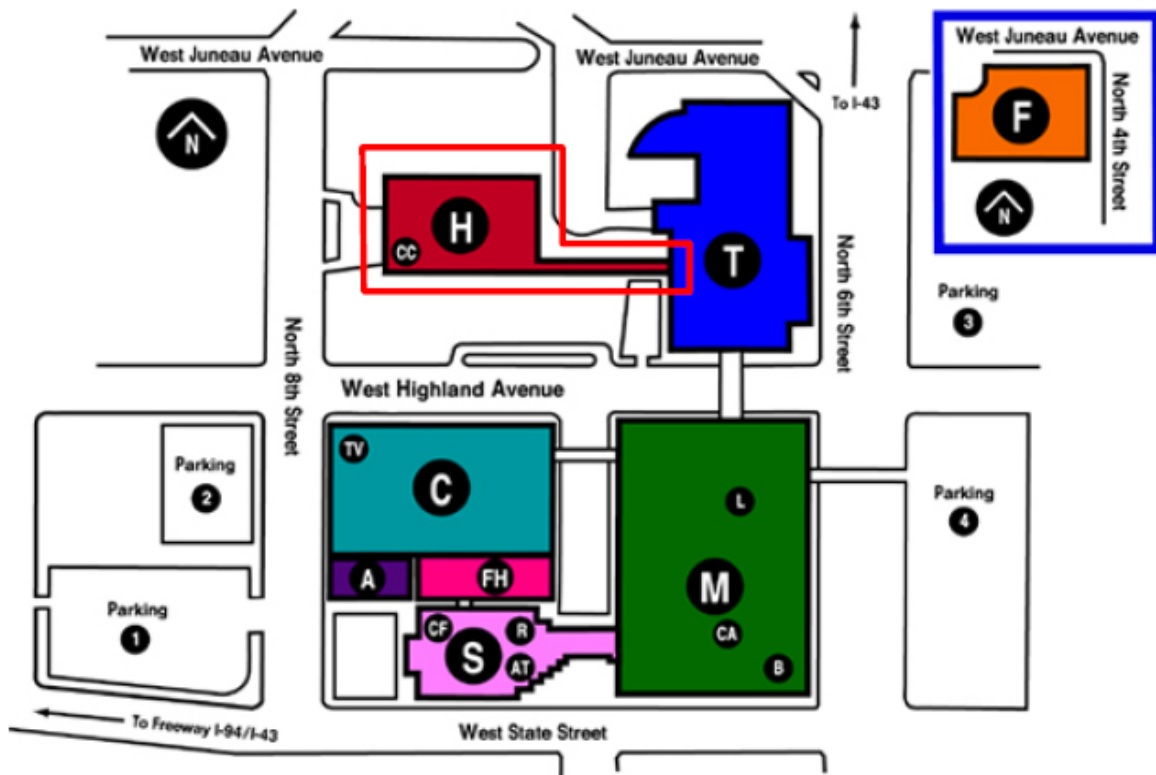 West Juneau Avenue
West Juneau Avenue
To I-43
West Juneau Avenue
F
North 4th Street
N
N
H
CC
T
North 6th Street
Parking
3
North 8th Street
West Highland Avenue
TV
C
Parking
2
L
Parking
4
A
FH
M
Parking
1
CF
R
S
AT
CA
B
To Freeway I-94/I-43
West State Street